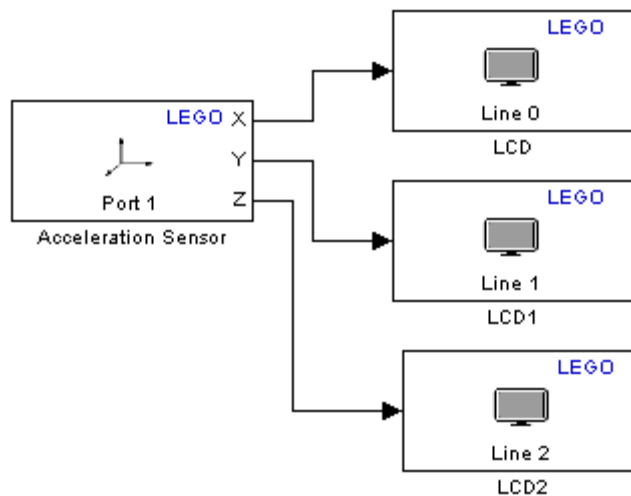 LEGO
X
Y
Z
Port 1
Acceleration Sensor
LEGO
Line 0
LCD
LEGO
Line 1
LCD1
LEGO
Line 2
LCD2